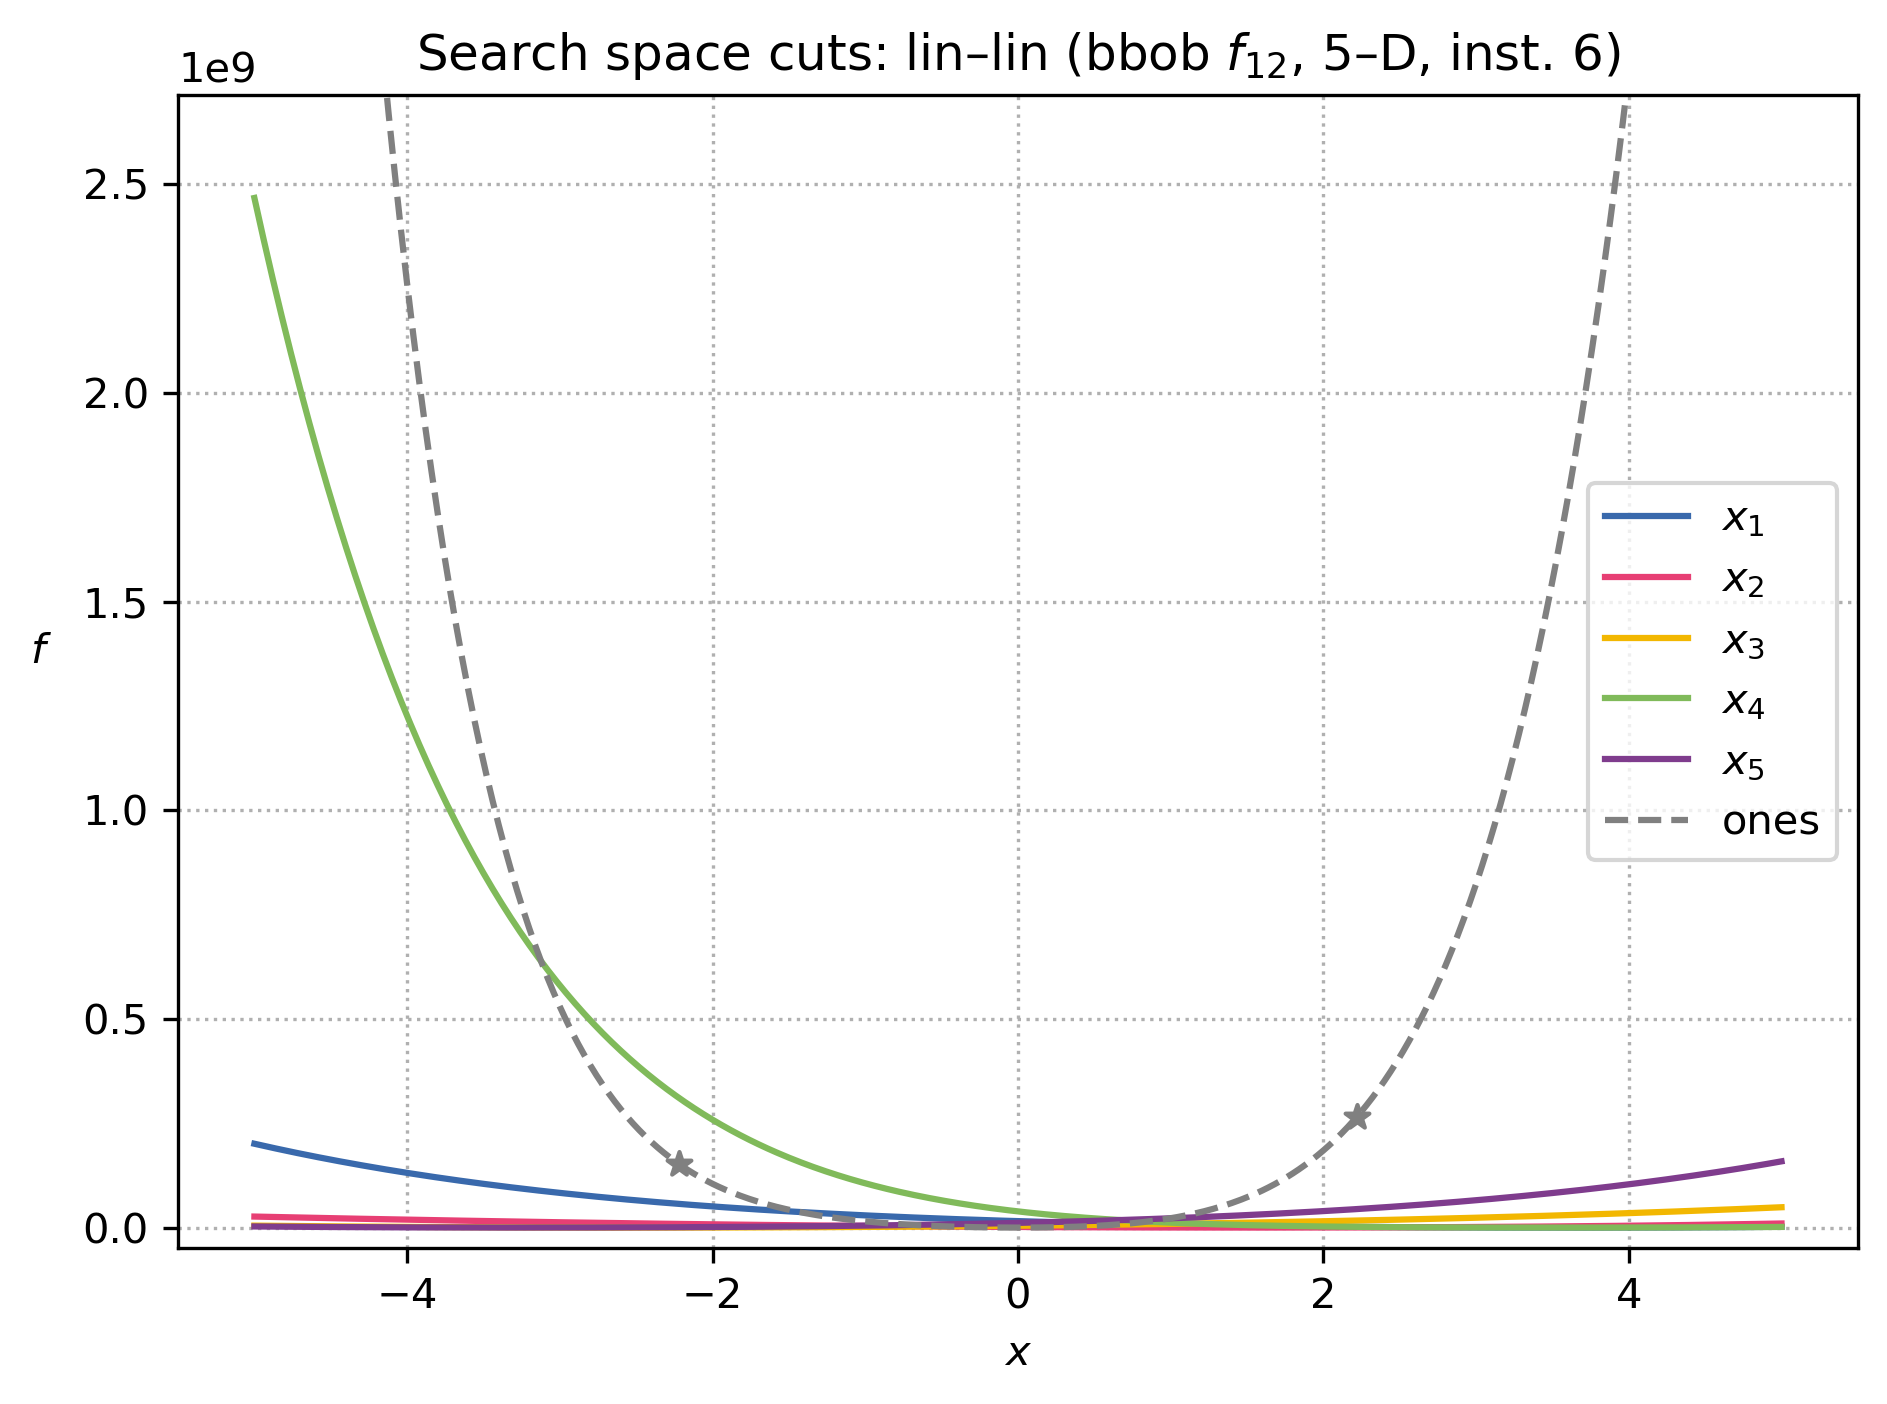 Search space cuts: lin–lin (bbob f₁₂, 5–D, inst. 6)
1e9
2.5
2.0
1.5
1.0
0.5
0.0
f
x₁
x₂
x₃
x₄
x₅
ones
−4
−2
0
2
4
x